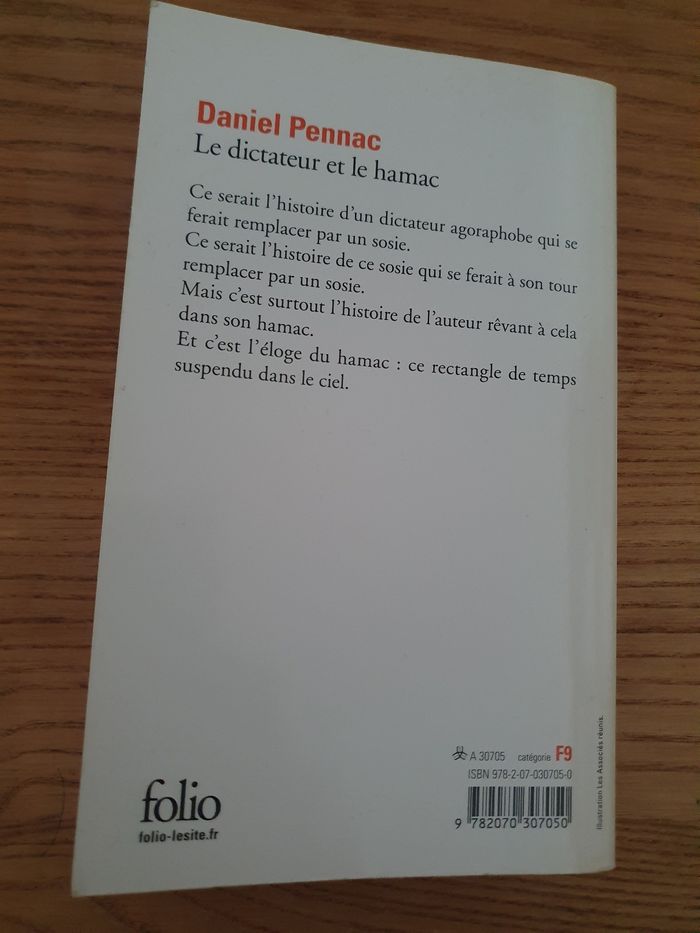 Daniel Pennac
Le dictateur et le hamac
Ce serait l'histoire d'un dictateur agoraphobe qui se
ferait remplacer par un sosie.
Ce serait l'histoire de ce sosie qui se ferait à son tour
remplacer par un sosie.
Mais c'est surtout l'histoire de l'auteur rêvant à cela
dans son hamac.
Et c'est l'éloge du hamac : ce rectangle de temps
suspendu dans le ciel.
A 30705 catégorie F9
ISBN 978-2-07-030705-0
9 782070 307050
folio
folio-lesite.fr
Illustration Les Associés réunis.